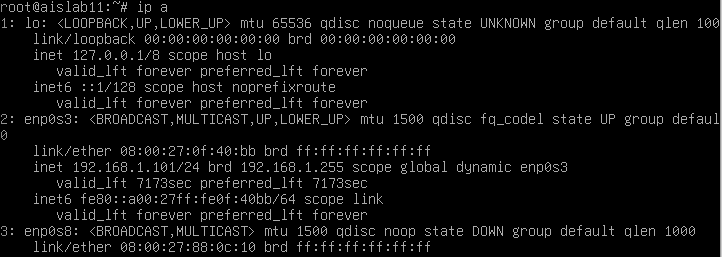 root@aislab11:~# ip a
1: lo: <LOOPBACK,UP,LOWER_UP> mtu 65536 qdisc noqueue state UNKNOWN group default qlen 100
    link/loopback 00:00:00:00:00:00 brd 00:00:00:00:00:00
    inet 127.0.0.1/8 scope host lo
       valid_lft forever preferred_lft forever
    inet6 ::1/128 scope host noprefixroute
       valid_lft forever preferred_lft forever
2: enp0s3: <BROADCAST,MULTICAST,UP,LOWER_UP> mtu 1500 qdisc fq_codel state UP group defaul
0
    link/ether 08:00:27:0f:40:bb brd ff:ff:ff:ff:ff:ff
    inet 192.168.1.101/24 brd 192.168.1.255 scope global dynamic enp0s3
       valid_lft 7173sec preferred_lft 7173sec
    inet6 fe80::a00:27ff:fe0f:40bb/64 scope link
       valid_lft forever preferred_lft forever
3: enp0s8: <BROADCAST,MULTICAST> mtu 1500 qdisc noop state DOWN group default qlen 1000
    link/ether 08:00:27:88:0c:10 brd ff:ff:ff:ff:ff:ff